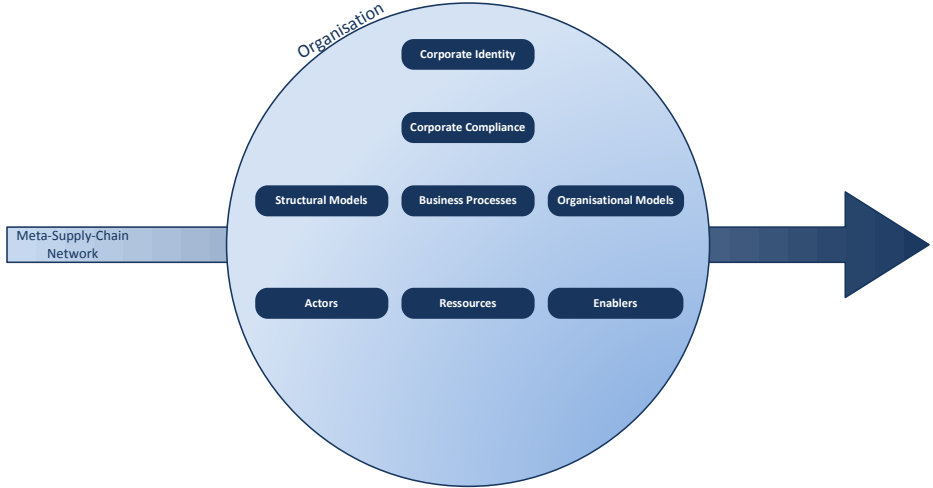 Organisation
Corporate Identity
Corporate Compliance
Structural Models
Business Processes
Organisational Models
Meta-Supply-Chain
Network
Actors
Ressources
Enablers